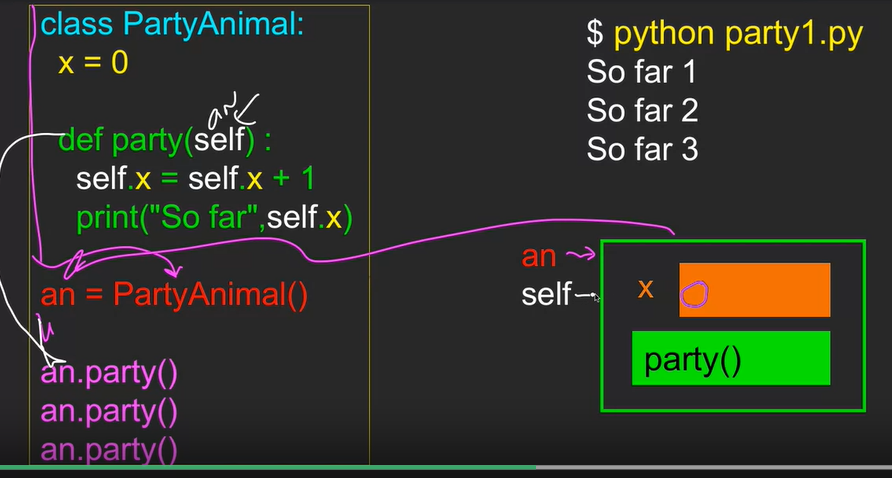 class PartyAnimal:
x = 0
an
def party(self) :
self.x = self.x + 1
print("So far",self.x)
an = PartyAnimal()
an.party()
an.party()
an.party()
$ python party1.py
So far 1
So far 2
So far 3
an
self
x 0
party()